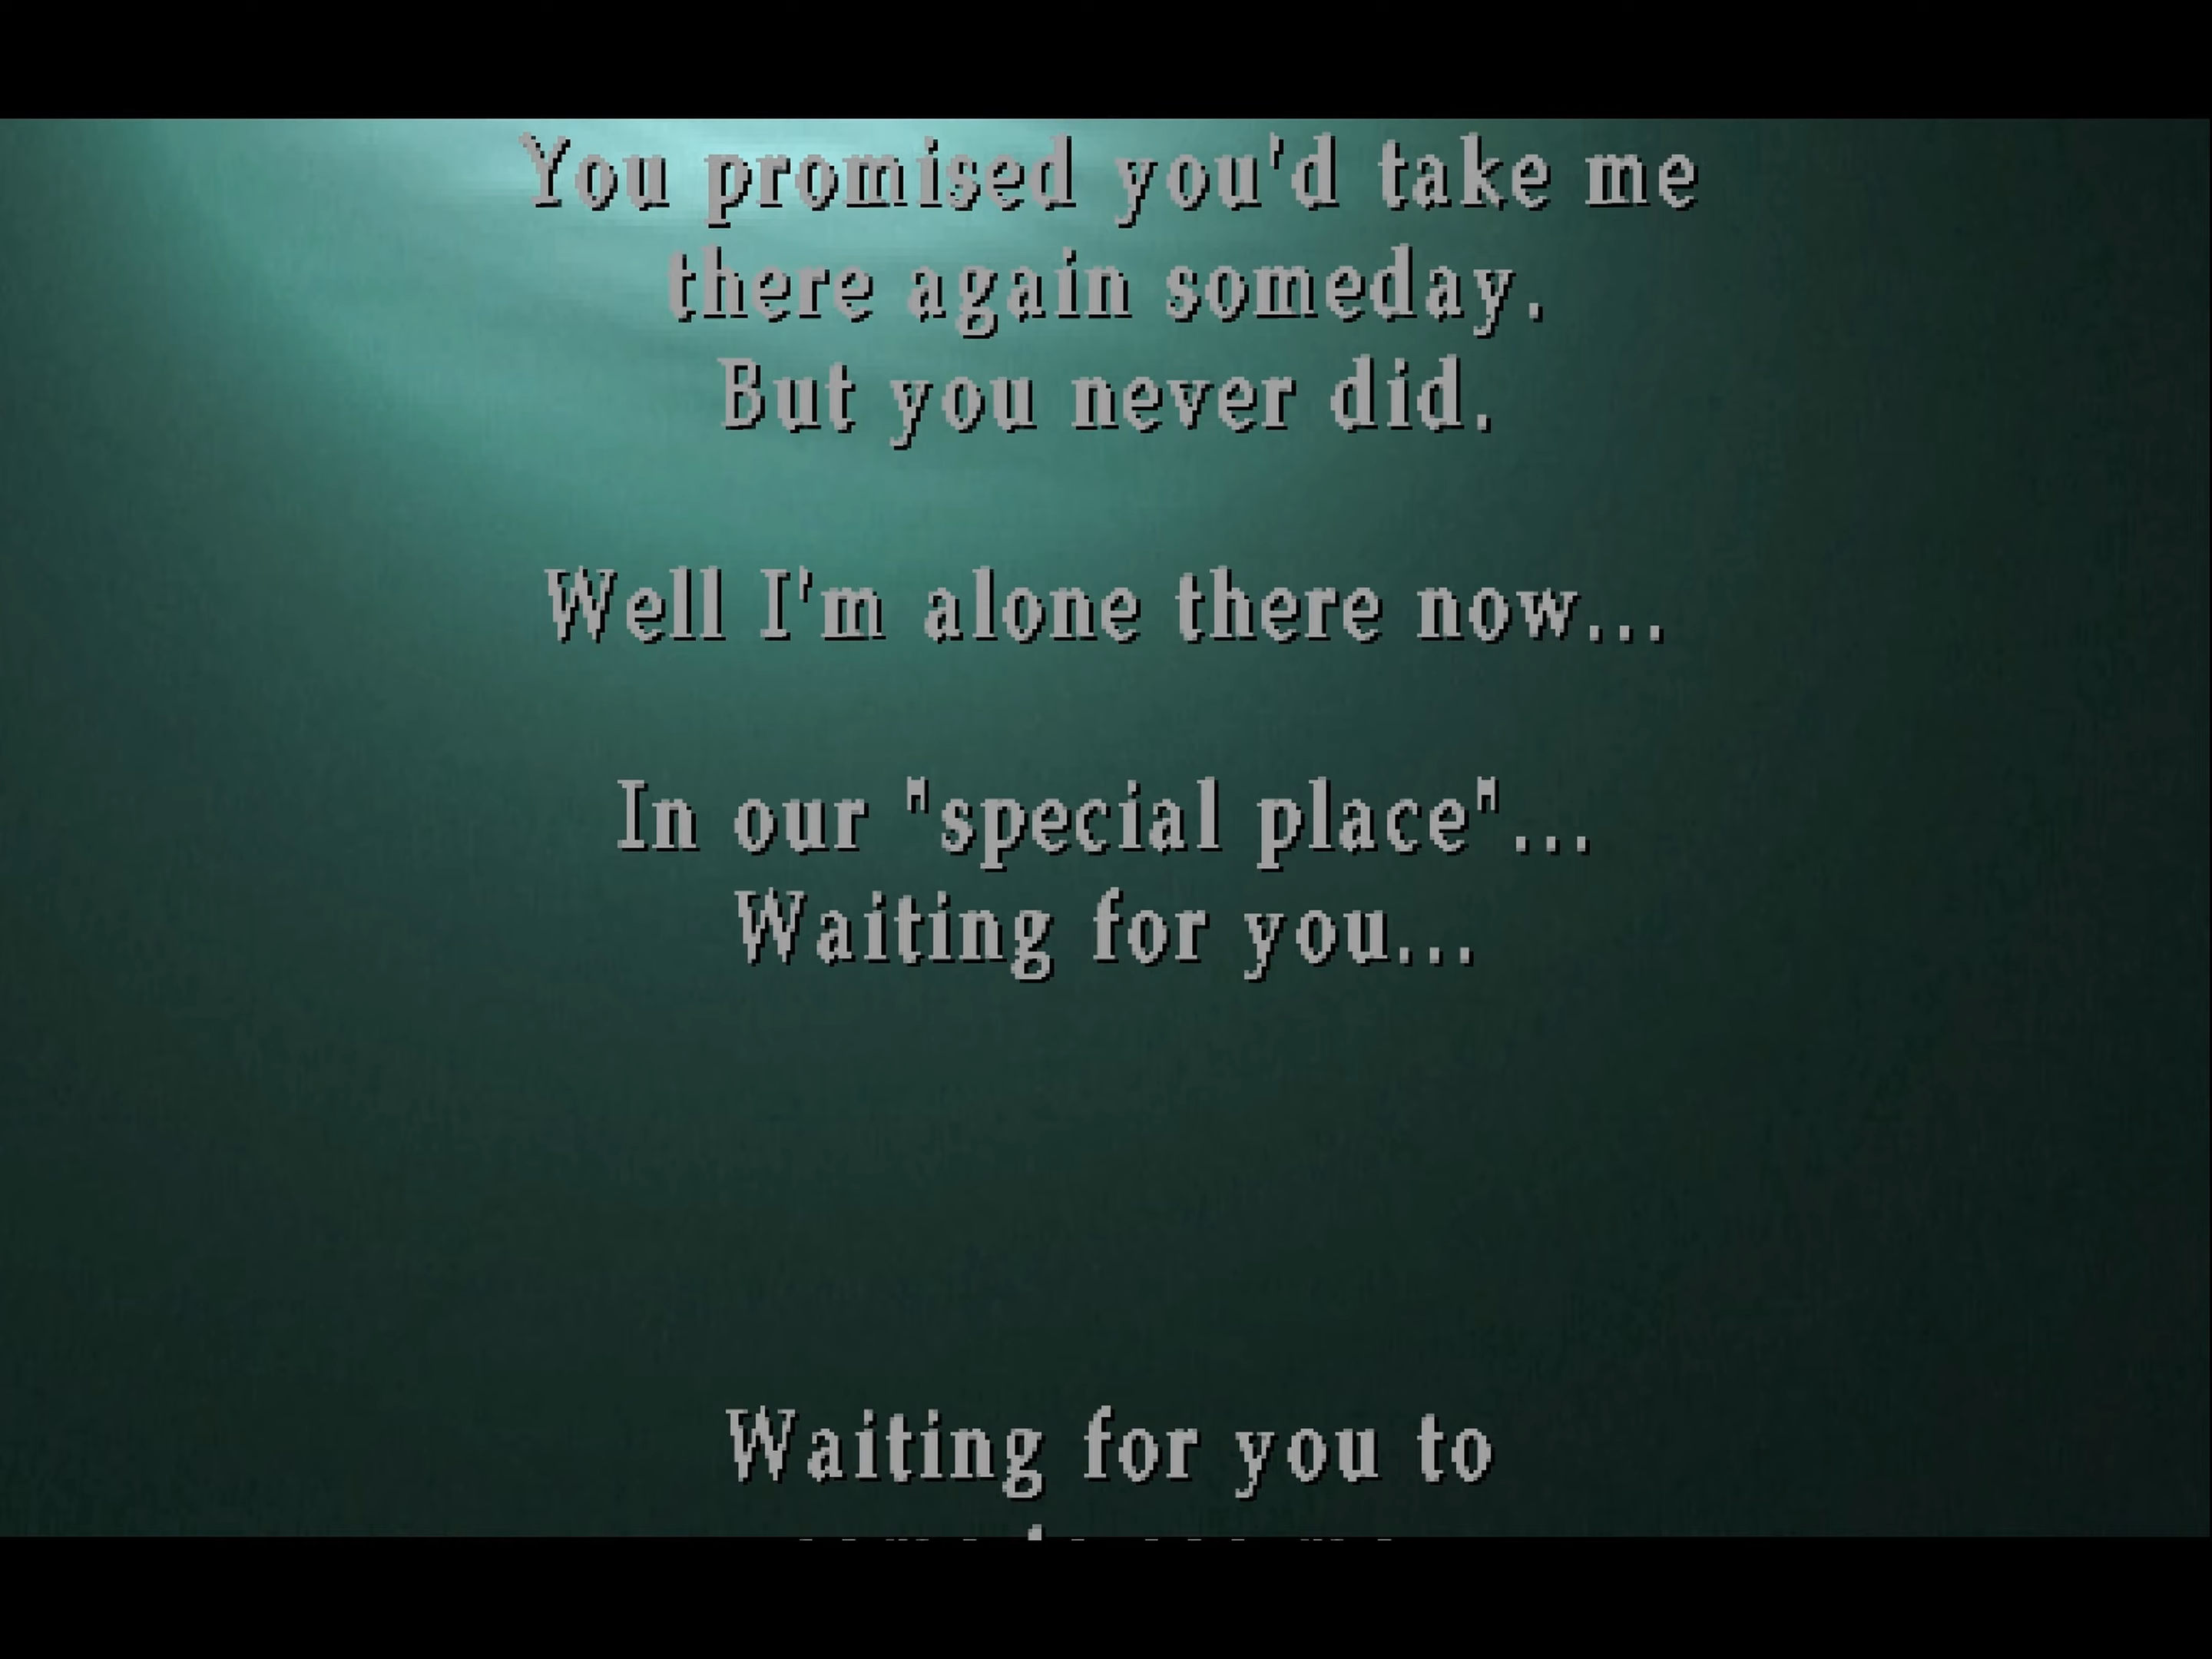 You promised you'd take me
there again someday.
But you never did.
Well I'm alone there now...
In our "special place"...
Waiting for you...
Waiting for you to